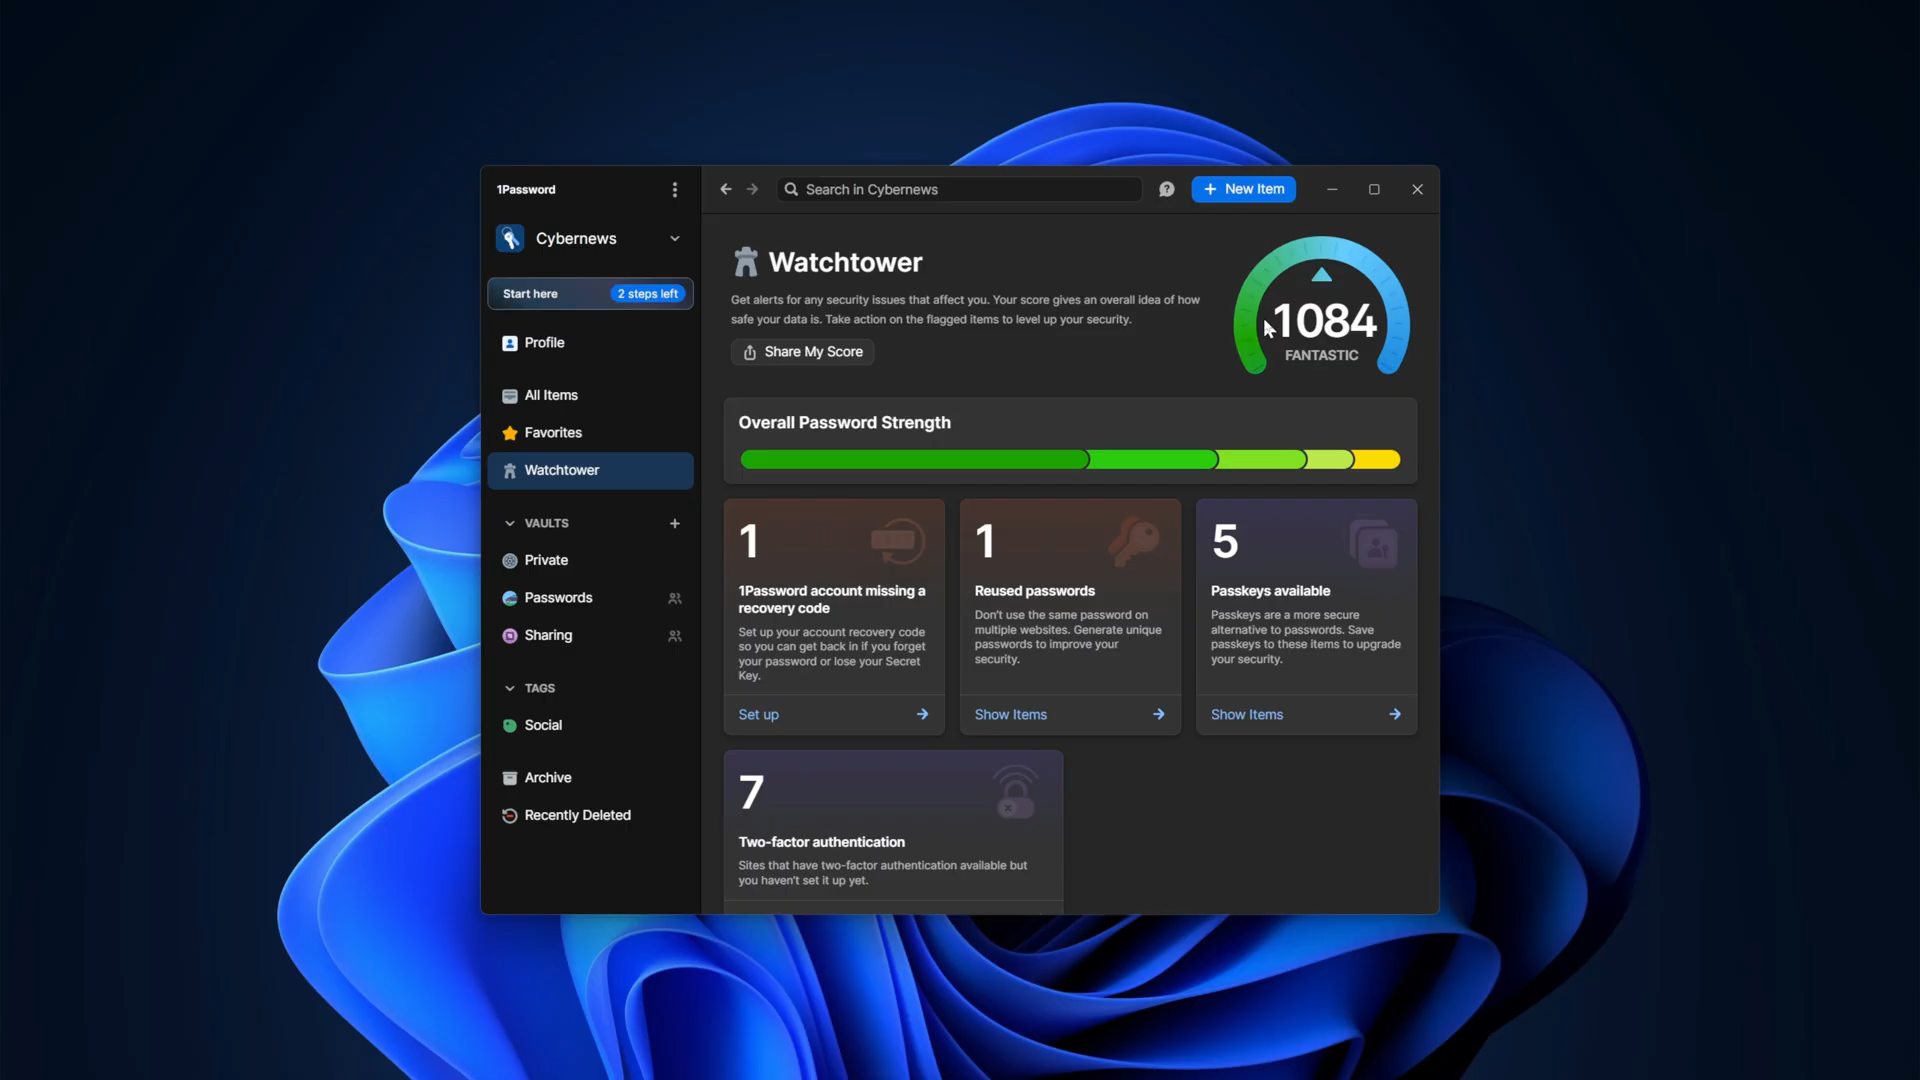 1Password
Cybernews
Start here
2 steps left
Profile
All Items
Favorites
Watchtower
VAULTS
Private
Passwords
Sharing
TAGS
Social
Archive
Recently Deleted
Search in Cybernews
New Item
Watchtower
Get alerts for any security issues that affect you. Your score gives an overall idea of how
safe your data is. Take action on the flagged items to level up your security.
Share My Score
1084
FANTASTIC
Overall Password Strength
1
1Password account missing a
recovery code
Set up your account recovery code
so you can get back in if you forget
your password or lose your Secret
Key.
Set up
1
Reused passwords
Don't use the same password on
multiple websites. Generate unique
passwords to improve your
security.
Show Items
5
Passkeys available
Passkeys are a more secure
alternative to passwords. Save
passkeys to these items to upgrade
your security.
Show Items
7
Two-factor authentication
Sites that have two-factor authentication available but
you haven't set it up yet.